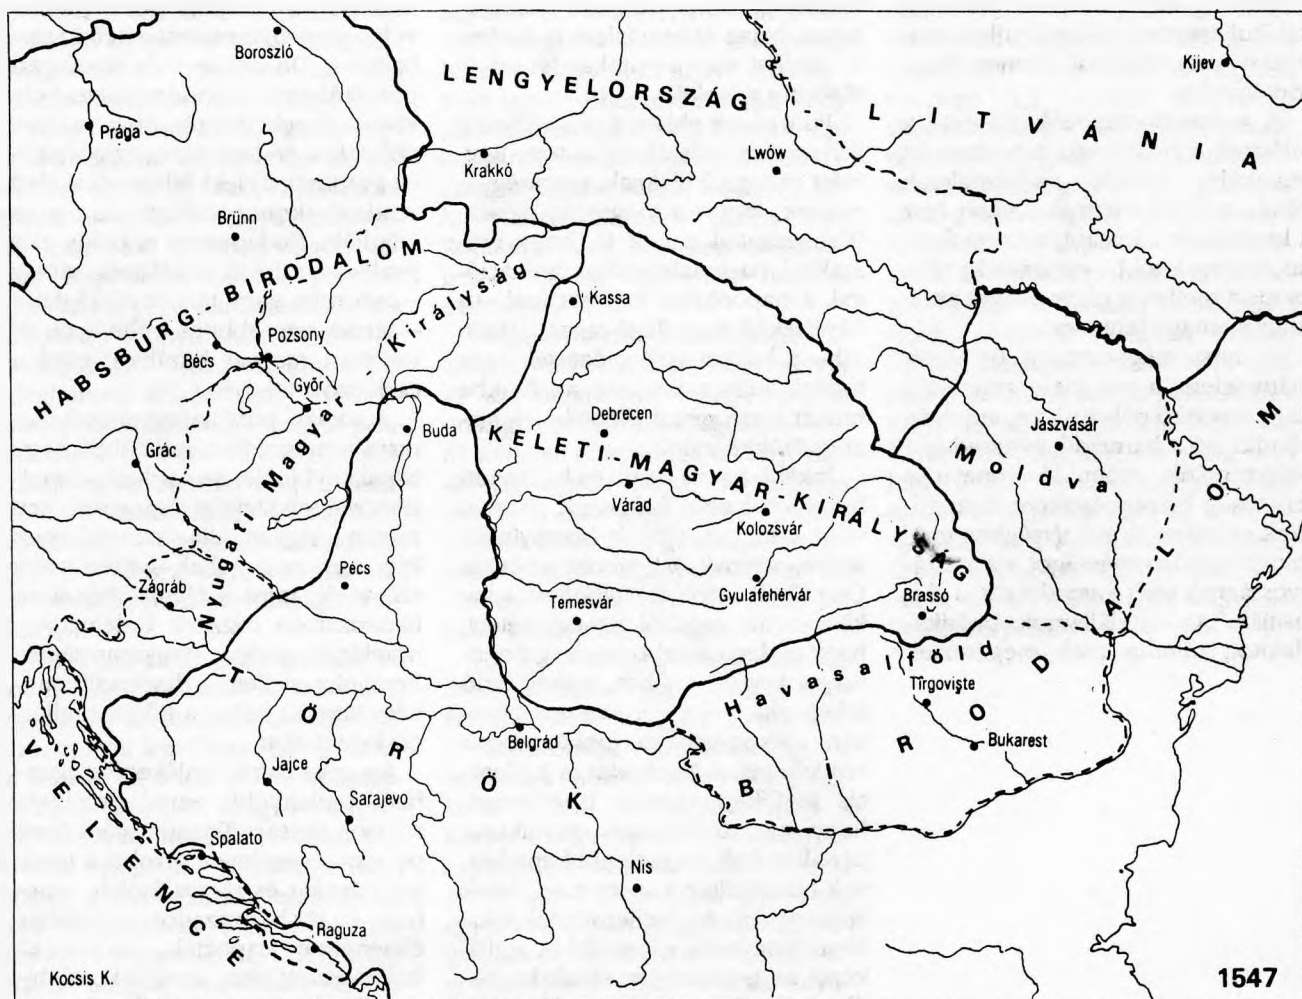 Boroszló
LENGYELORSZÁG
Kijev
Prága
LITVÁNIA
Krakkó
Lwów
Brünn
HABSBURG-BIRODALOM
Kassa
Pozsony
Bécs
Győr
Nyugati Magyar Királyság
Buda
Debrecen
Jászvásár
KELETI MAGYAR KIRÁLYSÁG
Grác
Moldva
Várad
Kolozsvár
Pécs
Zágráb
Gyulafehérvár
Brassó
Temesvár
Havasalföld
Tîrgovişte
Belgrád
Bukarest
TÖRÖK BIRODALOM
Jajce
Sarajevo
VELENCE
Spalato
Nis
Raguza
Kocsis K.
1547